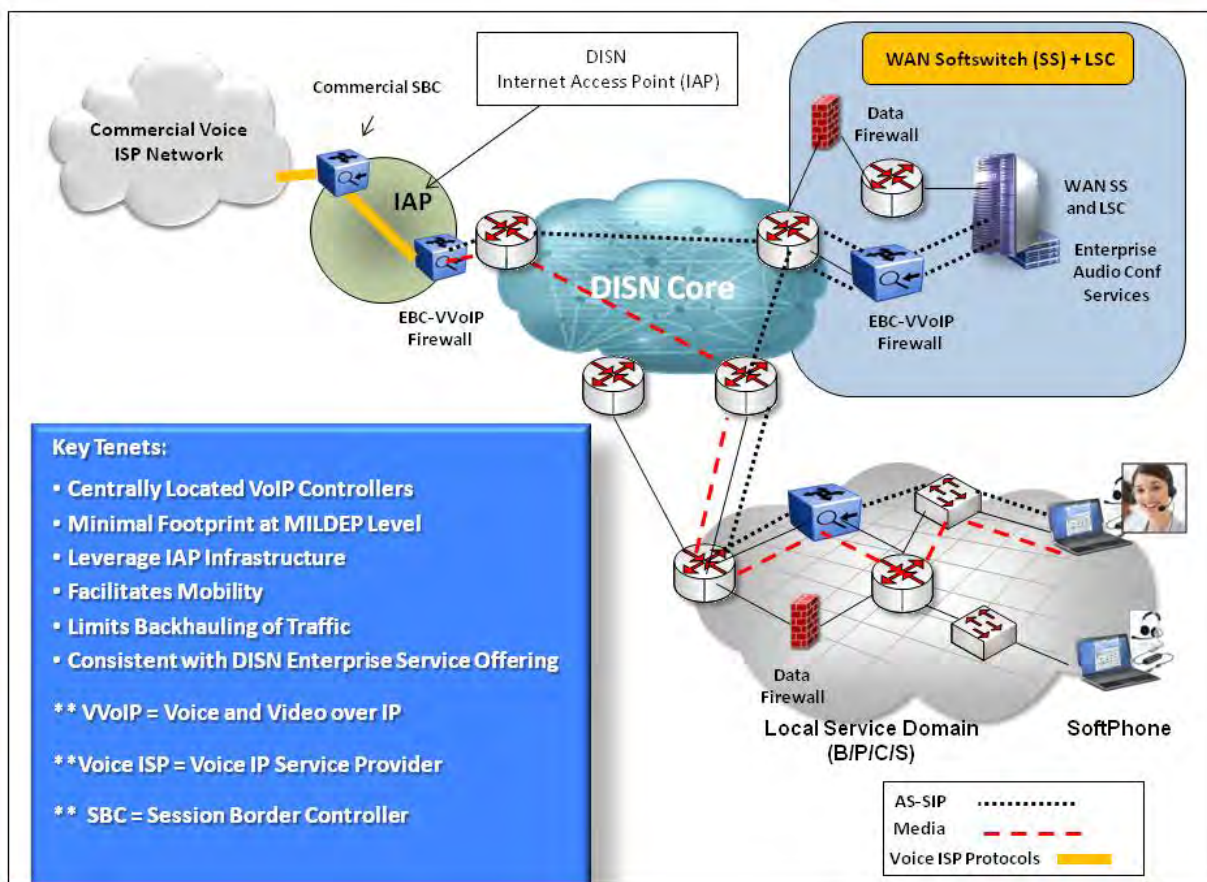 DISN
Internet Access Point (IAP)
WAN Softswitch (SS) + LSC
Commercial SBC
Commercial Voice
ISP Network
Data
Firewall
IAP
WAN SS
and LSC
Enterprise
Audio Conf
Services
DISN Core
EBC-VVoIP
Firewall
EBC-VVoIP
Firewall
Key Tenets:
• Centrally Located VoIP Controllers
• Minimal Footprint at MILDEP Level
• Leverage IAP Infrastructure
• Facilitates Mobility
• Limits Backhauling of Traffic
• Consistent with DISN Enterprise Service Offering
** VVoIP = Voice and Video over IP
**Voice ISP = Voice IP Service Provider
** SBC = Session Border Controller
Data
Firewall
Local Service Domain
(B/P/C/S)
SoftPhone
AS-SIP
Media
Voice ISP Protocols